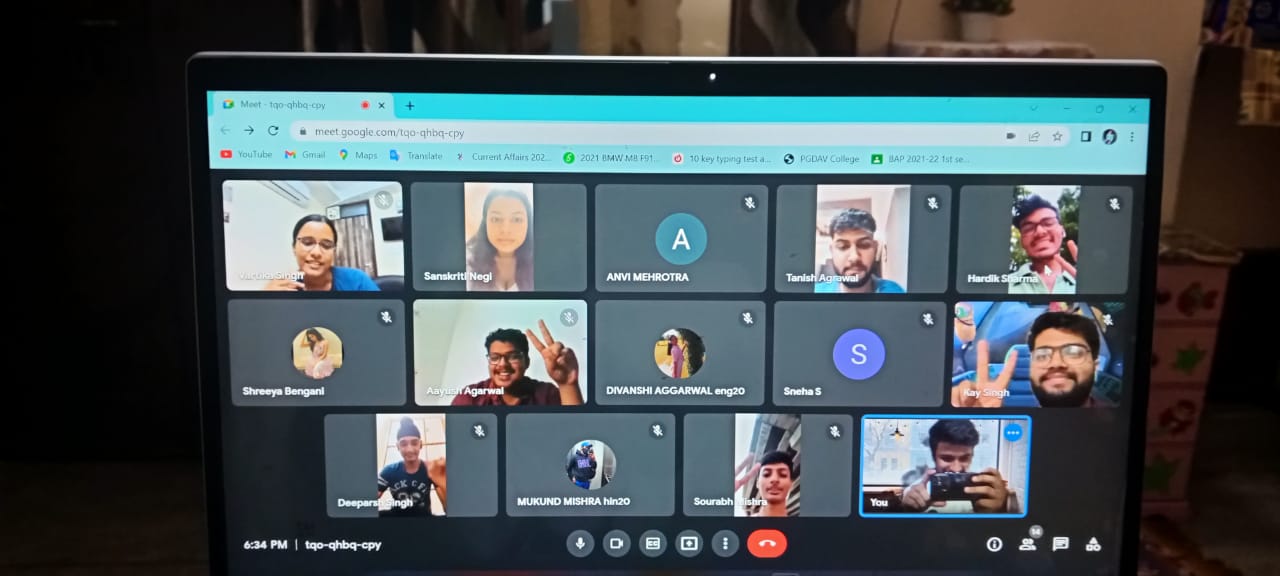 Meet - tqo-qhbq-cpy
meet.google.com/tqo-qhbq-cpy
YouTube Gmail Maps Translate Current Affairs 202... 2021 BMW M8 F91... 10 key typing test a... PGDAV College BAP 2021-22 1st se...
Vartika Singh Sanskriti Negi A ANVI MEHROTRA Tanish Agrawal Hardik Sharma
Shreeya Bengani Aayush Agarwal DIVANSHI AGGARWAL eng20 S Sneha S Kay Singh
Deeparsh Singh MUKUND MISHRA hin20 Sourabh Mishra You
6:34 PM | tqo-qhbq-cpy 14